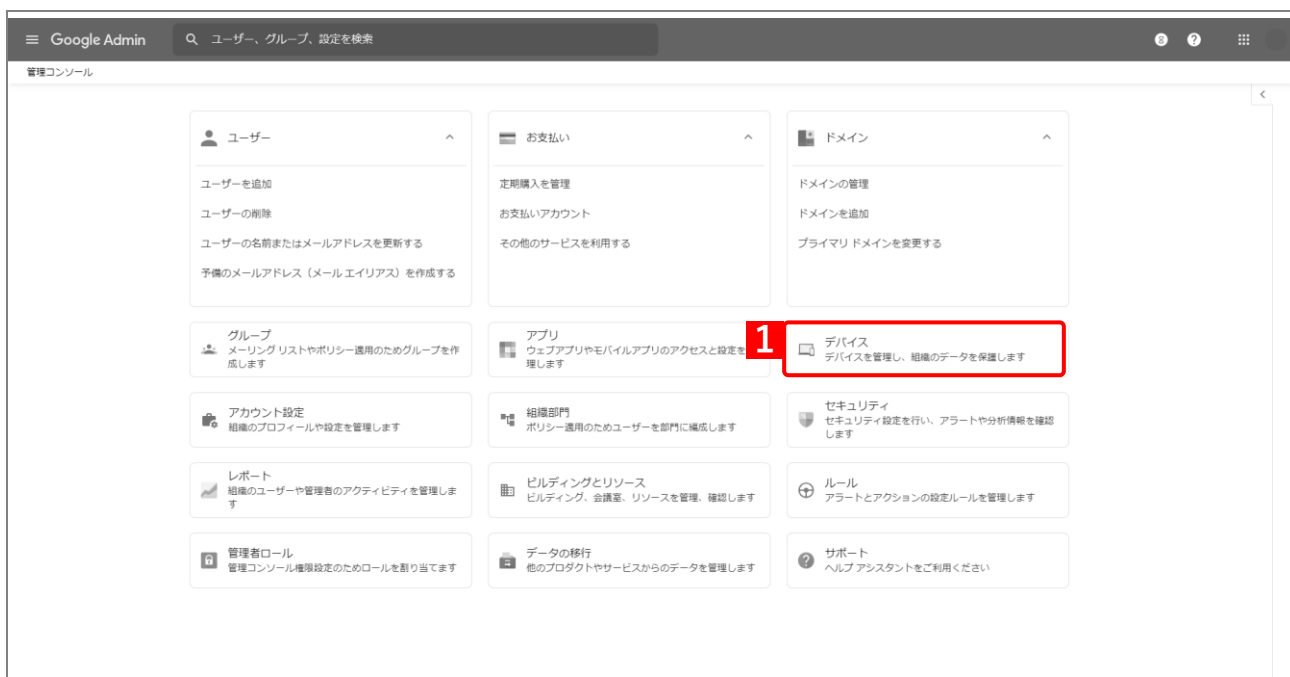 Google Admin
ユーザー、グループ、設定を検索
8
?
管理コンソール
ユーザー
ユーザーを追加
ユーザーの削除
ユーザーの名前またはメールアドレスを更新する
予備のメールアドレス(メール エイリアス)を作成する
お支払い
定期購入を管理
お支払いアカウント
その他のサービスを利用する
ドメイン
ドメインの管理
ドメインを追加
プライマリ ドメインを変更する
グループ
メーリング リストやポリシー適用のためグループを作
成します
アプリ
ウェブアプリやモバイルアプリのアクセスと設定を
理します
1
デバイス
デバイスを管理し、組織のデータを保護します
アカウント設定
組織のプロフィールや設定を管理します
組織部門
ポリシー適用のためユーザーを部門に編成します
セキュリティ
セキュリティ設定を行い、アラートや分析情報を確認
します
レポート
組織のユーザーや管理者のアクティビティを管理しま
す
ビルディングとリソース
ビルディング、会議室、リソースを管理、確認します
ルール
アラートとアクションの設定ルールを管理します
管理者ロール
管理コンソール権限設定のためロールを割り当てます
データの移行
他のプロダクトやサービスからのデータを管理します
サポート
ヘルプ アシスタントをご利用ください